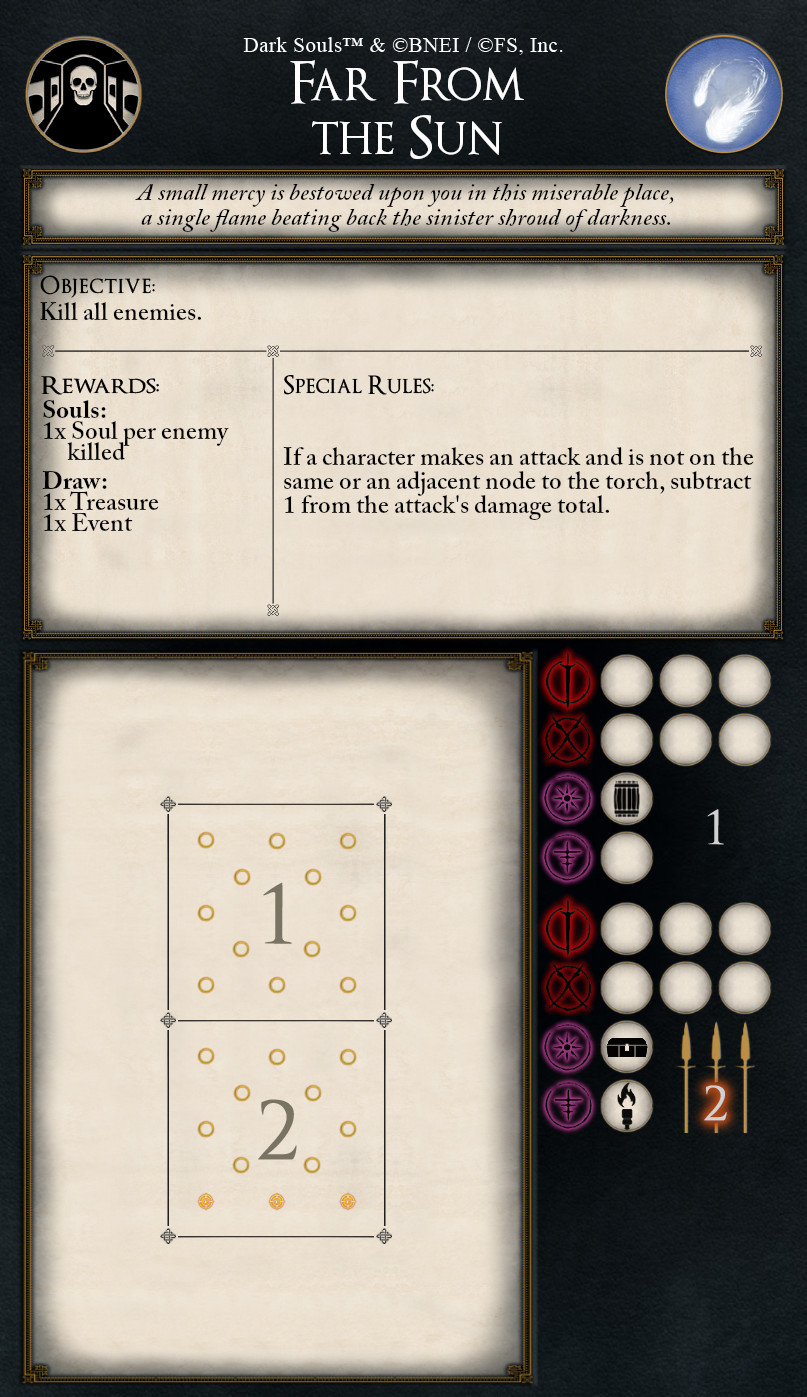 Dark Souls™ & ©BNEI / ©FS, Inc.
Far From
the Sun
A small mercy is bestowed upon you in this miserable place,
a single flame beating back the sinister shroud of darkness.
Objective:
Kill all enemies.
Rewards:
Souls:
1x Soul per enemy
killed
Draw:
1x Treasure
1x Event
Special Rules:
If a character makes an attack and is not on the
same or an adjacent node to the torch, subtract
1 from the attack's damage total.
1
2
1
2